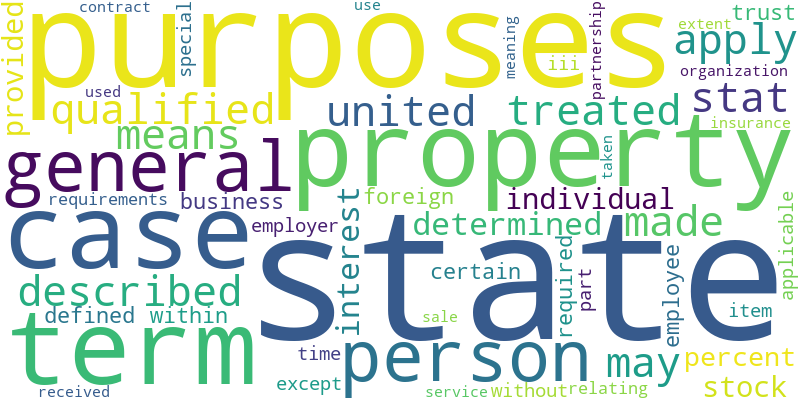 provided
contract
special
purposes
use
meaning
iii
partnership
extent
trust
apply
organization
used
qualified
united
treated
stat
insurance
means
general
property
taken
requirements
business
interest
foreign
individual
applicable
case
employer
determined
made
state
described
certain
required
part
employee
item
defined
within
term
sale
time
person
may
percent
received
except
service
without
relating
stock